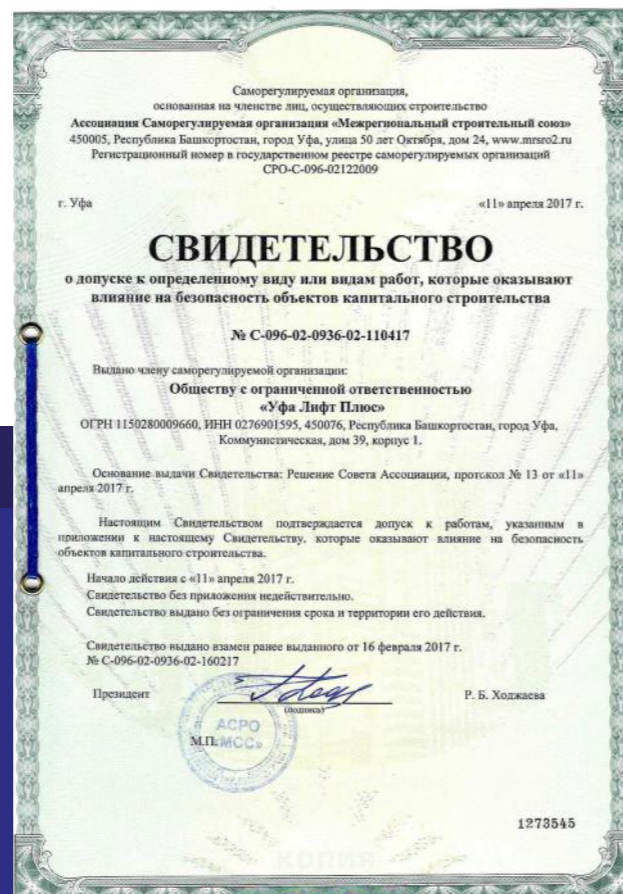 Саморегулируемая организация,
основанная на членстве лиц, осуществляющих строительство
Ассоциация Саморегулируемая организация «Межрегиональный строительный союз»
450005, Республика Башкортостан, город Уфа, улица 50 лет Октября, дом 24, www.mrsro2.ru
Регистрационный номер в государственном реестре саморегулируемых организаций
СРО-С-096-02122009
г. Уфа «11» апреля 2017 г.
СВИДЕТЕЛЬСТВО
о допуске к определенному виду или видам работ, которые оказывают
влияние на безопасность объектов капитального строительства
№ С-096-02-0936-02-110417
Выдано члену саморегулируемой организации:
Обществу с ограниченной ответственностью
«Уфа Лифт Плюс»
ОГРН 1150280009660, ИНН 0276901595, 450076, Республика Башкортостан, город Уфа,
Коммунистическая, дом 39, корпус 1.
Основание выдачи Свидетельства: Решение Совета Ассоциации, протокол № 13 от «11»
апреля 2017 г.
Настоящим Свидетельством подтверждается допуск к работам, указанным в
приложении к настоящему Свидетельству, которые оказывают влияние на безопасность
объектов капитального строительства.
Начало действия с «11» апреля 2017 г.
Свидетельство без приложения недействительно.
Свидетельство выдано без ограничения срока и территории его действия.
Свидетельство выдано взамен ранее выданного от 16 февраля 2017 г.
№ С-096-02-0936-02-160217
Президент Р. Б. Ходжаева
(подпись)
АСРО
М.П. «МСС»
1273545
КОПИЯ